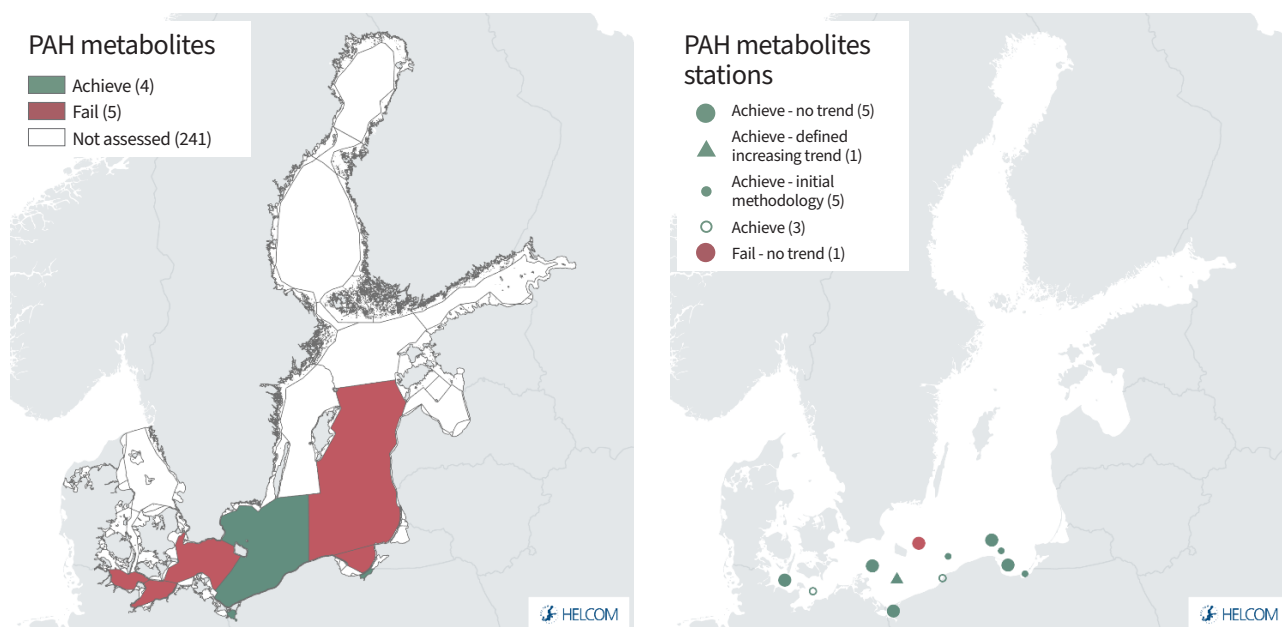 PAH metabolites
Achieve (4)
Fail (5)
Not assessed (241)
HELCOM
PAH metabolites
stations
Achieve - no trend (5)
Achieve - defined
increasing trend (1)
Achieve - initial
methodology (5)
Achieve (3)
Fail - no trend (1)
HELCOM